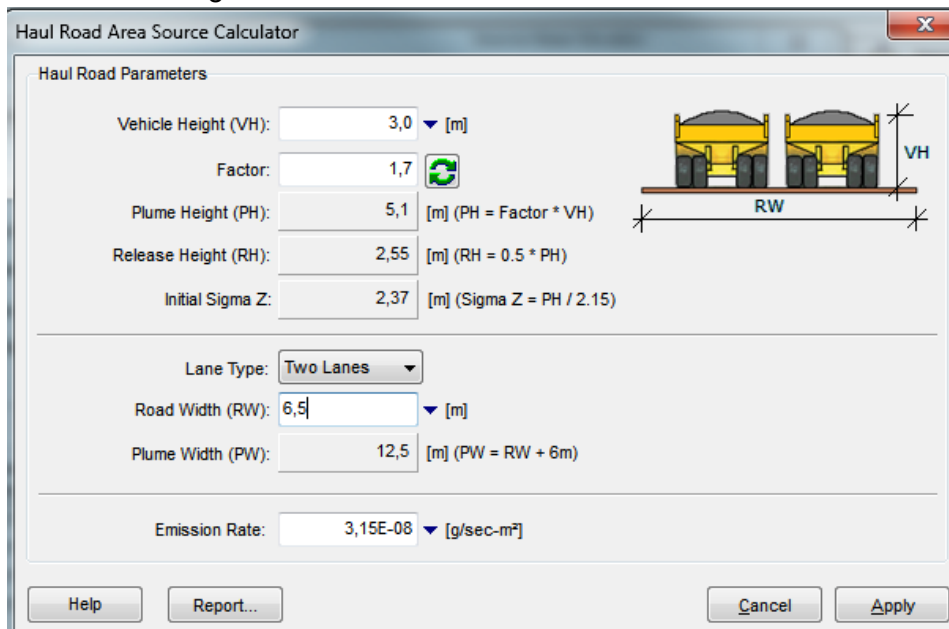 Haul Road Area Source Calculator
Haul Road Parameters
Vehicle Height (VH): 3,0 [m]
Factor: 1,7
Plume Height (PH): 5,1 [m] (PH = Factor * VH)
Release Height (RH): 2,55 [m] (RH = 0.5 * PH)
Initial Sigma Z: 2,37 [m] (Sigma Z = PH / 2.15)
VH
RW
Lane Type: Two Lanes
Road Width (RW): 6,5 [m]
Plume Width (PW): 12,5 [m] (PW = RW + 6m)
Emission Rate: 3,15E-08 [g/sec-m²]
Help Report... Cancel Apply